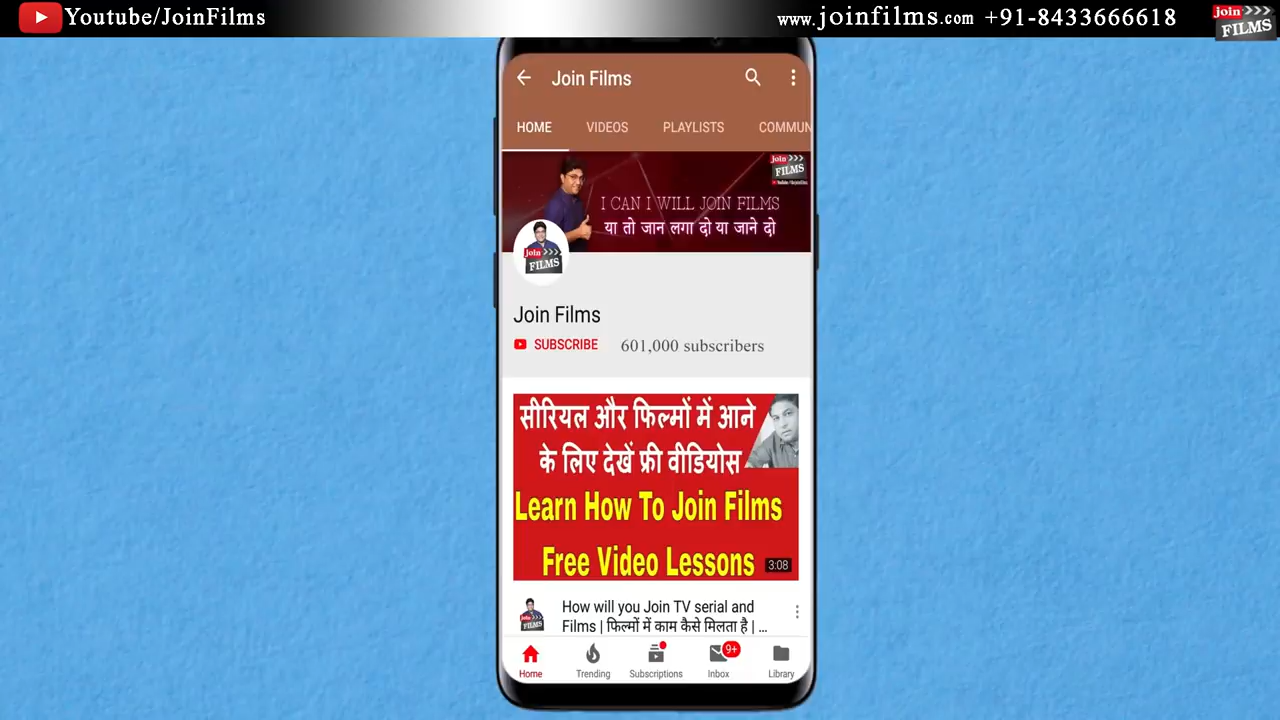 Youtube/JoinFilms
www.joinfilms.com +91-8433666618
Join FILMS
Join Films
HOME VIDEOS PLAYLISTS COMMUN
Join FILMS
I CAN I WILL JOIN FILMS
या तो जान लगा दो या जाने दो
Join FILMS
Join Films
SUBSCRIBE 601,000 subscribers
सीरियल और फिल्मों में आने
के लिए देखें फ्री वीडियोस
Learn How To Join Films
Free Video Lessons
3:08
Join FILMS
How will you Join TV serial and
Films | फिल्मों में काम कैसे मिलता है | ...
9+
Home Trending Subscriptions Inbox Library